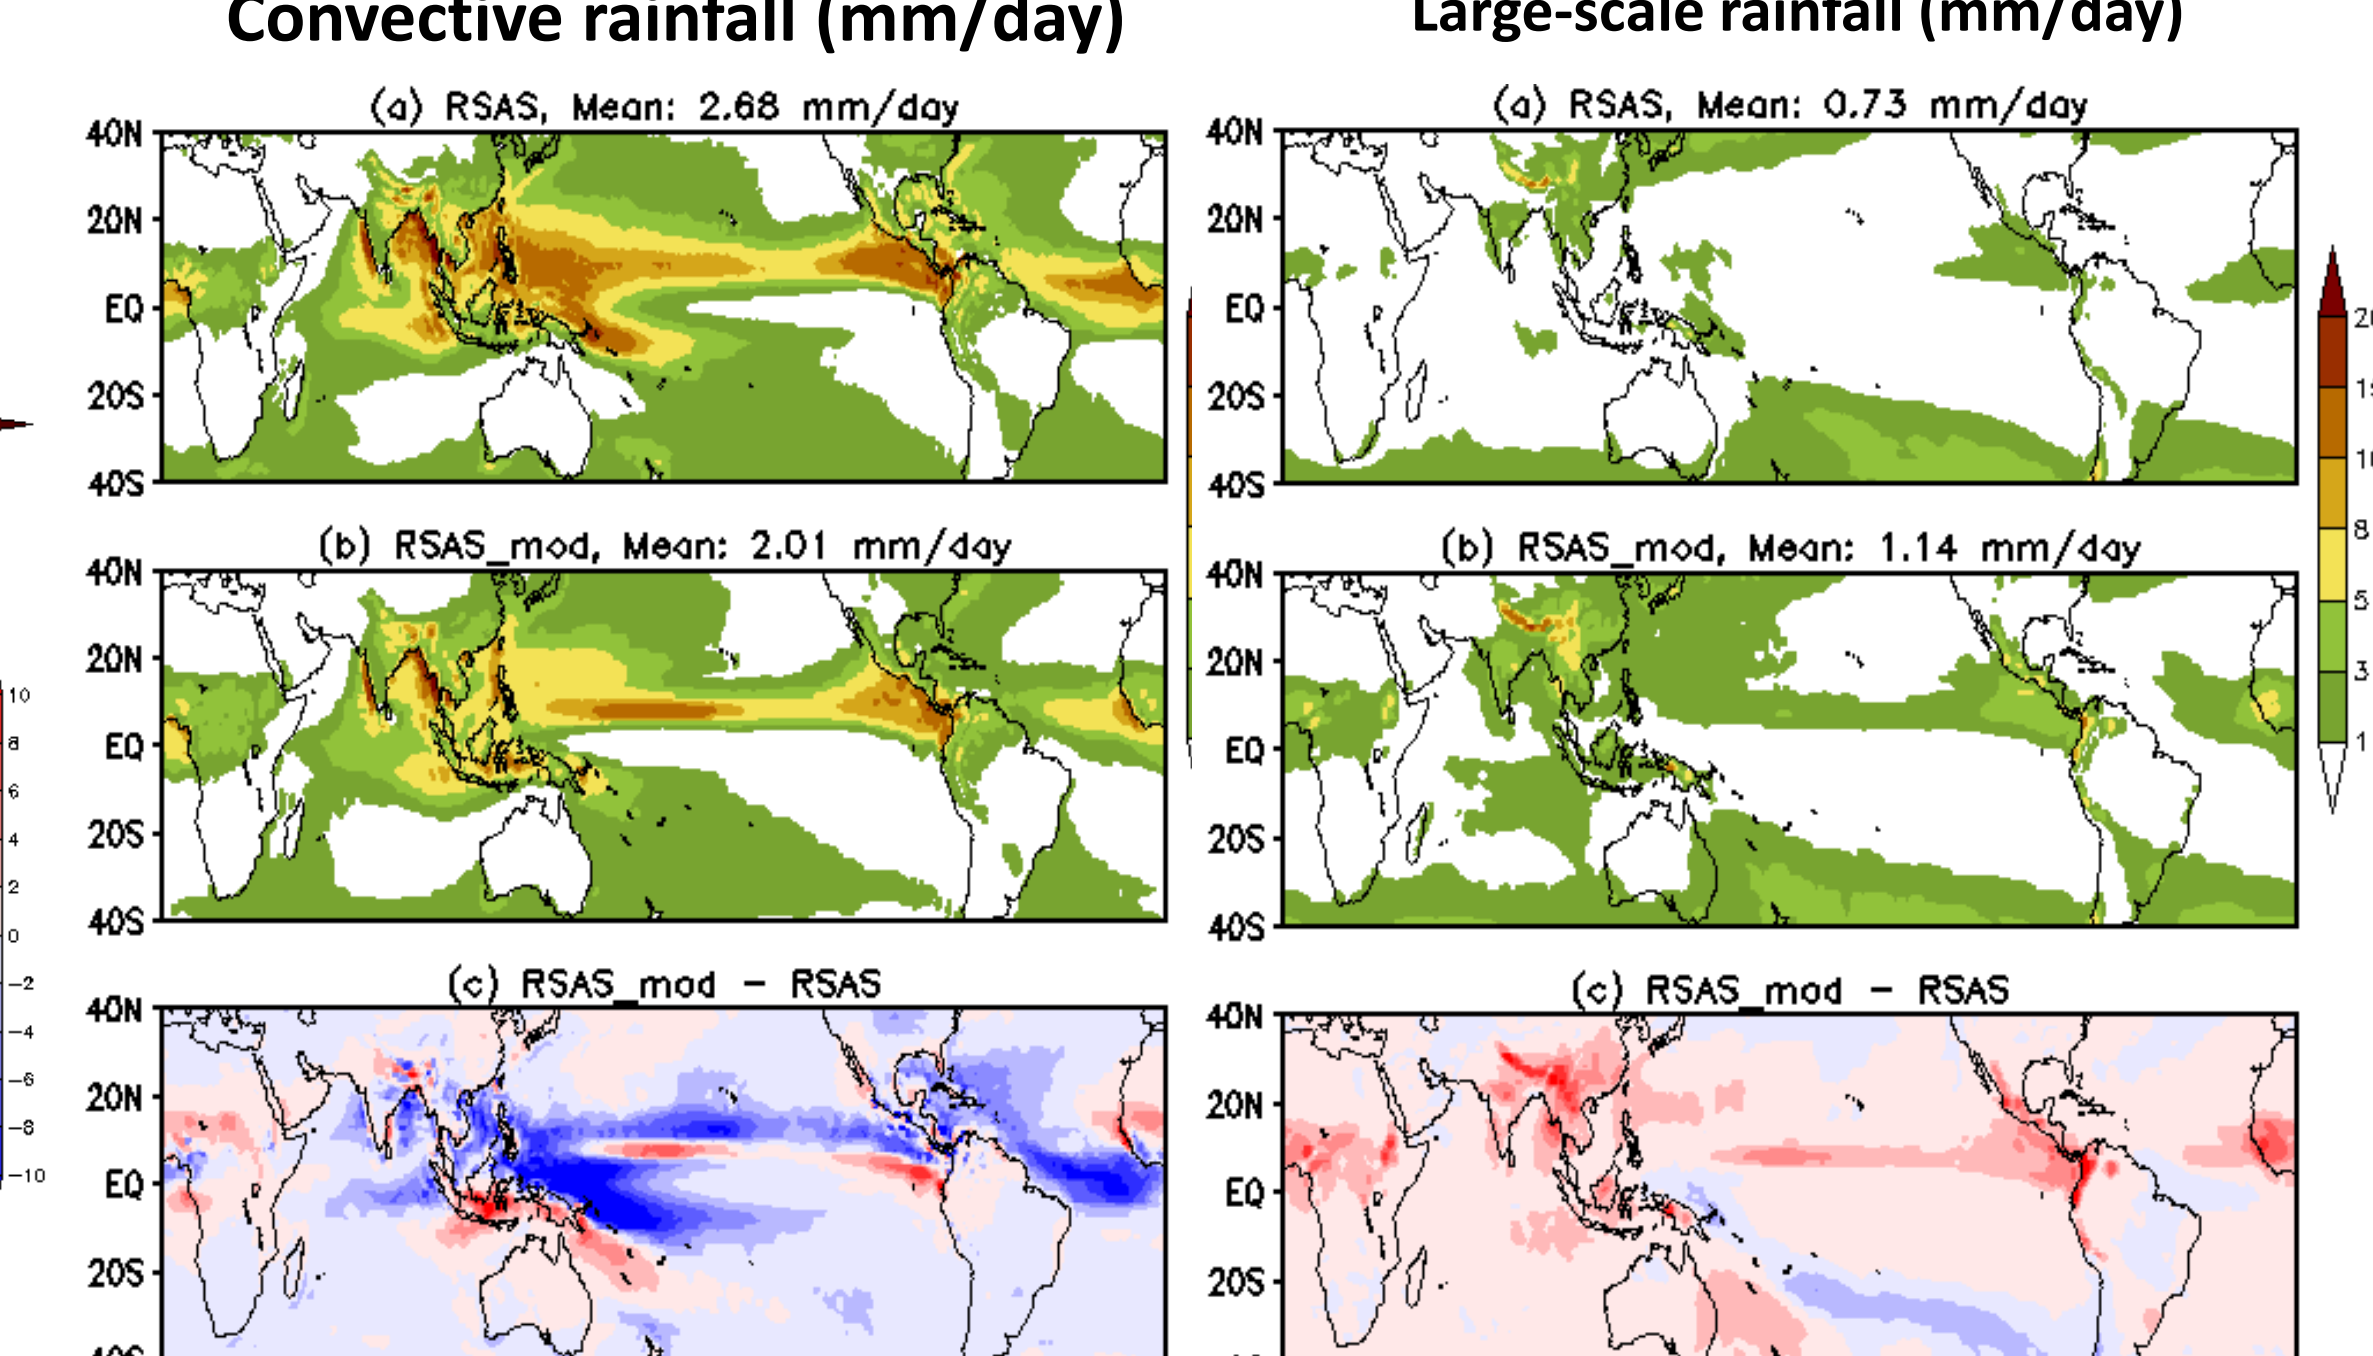 Convective rainfall (mm/day)
Large-scale rainfall (mm/day)
(a) RSAS, Mean: 2.68 mm/day
40N
20N
EQ
20S
40S
(a) RSAS, Mean: 0.73 mm/day
40N
20N
EQ
20S
40S
(b) RSAS_mod, Mean: 2.01 mm/day
40N
20N
EQ
20S
40S
(b) RSAS_mod, Mean: 1.14 mm/day
40N
20N
EQ
20S
40S
(c) RSAS_mod - RSAS
40N
20N
EQ
20S
40S
(c) RSAS_mod - RSAS
40N
20N
EQ
20S
10
8
6
4
2
0
-2
-4
-6
-8
-10
8
5
3
1